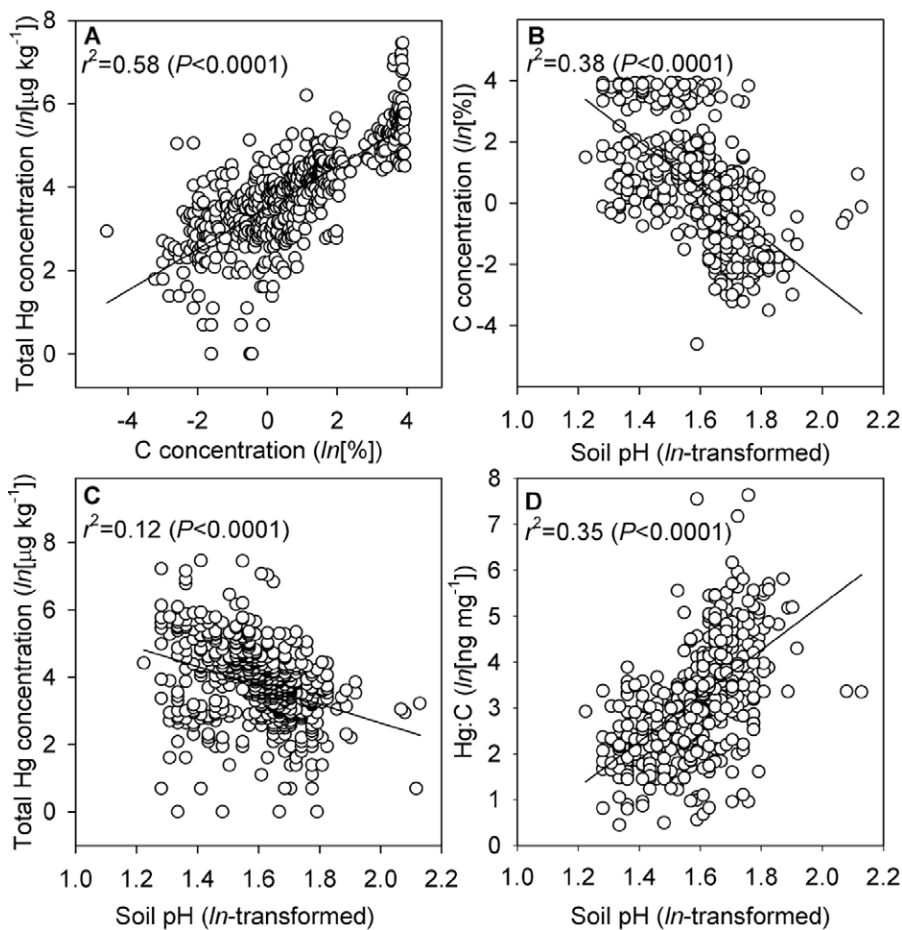 A
r²=0.58 (P<0.0001)
Total Hg concentration (ln[µg kg⁻¹])
8
6
4
2
0
-4 -2 0 2 4
C concentration (ln[%])
B
r²=0.38 (P<0.0001)
C concentration (ln[%])
4
2
0
-2
-4
1.0 1.2 1.4 1.6 1.8 2.0 2.2
Soil pH (ln-transformed)
C
r²=0.12 (P<0.0001)
Total Hg concentration (ln[µg kg⁻¹])
8
6
4
2
0
1.0 1.2 1.4 1.6 1.8 2.0 2.2
Soil pH (ln-transformed)
D
r²=0.35 (P<0.0001)
Hg:C (ln[ng mg⁻¹])
8
7
6
5
4
3
2
1
0
1.0 1.2 1.4 1.6 1.8 2.0 2.2
Soil pH (ln-transformed)